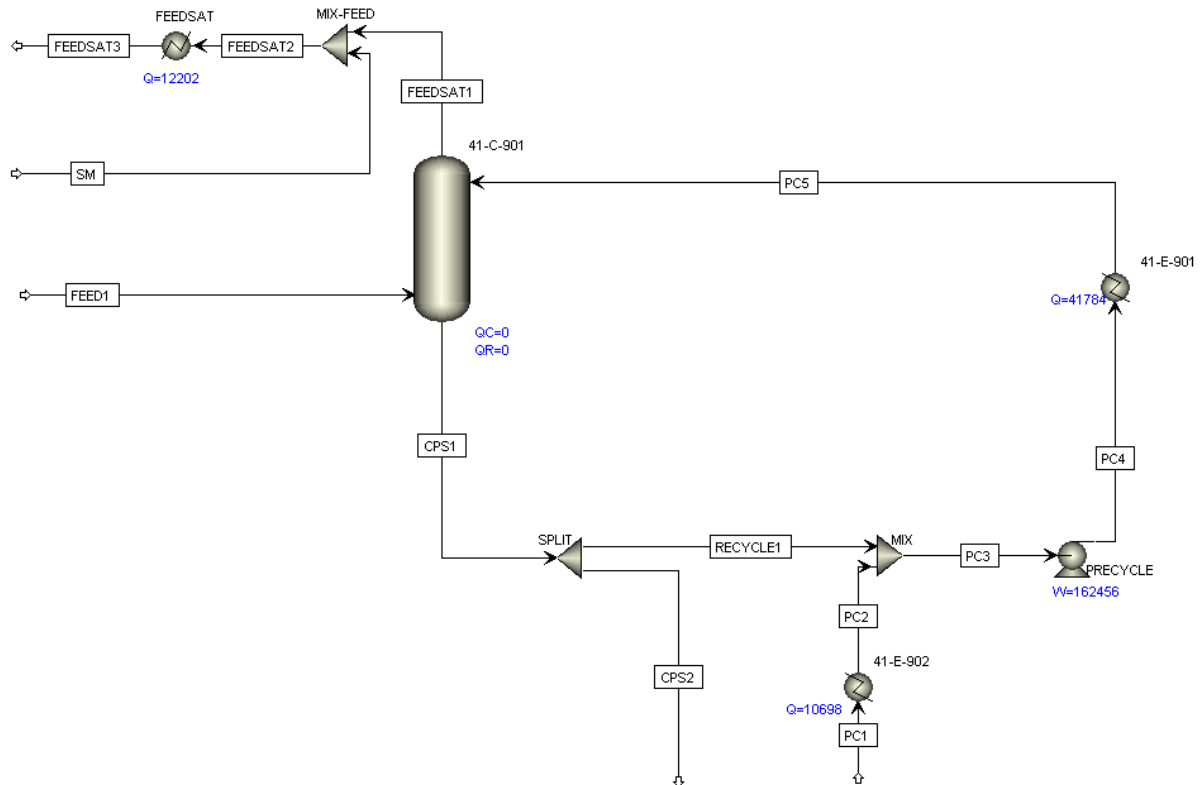 FEEDSAT
MIX-FEED
FEEDSAT3
FEEDSAT2
Q=12202
FEEDSAT1
41-C-901
SM
PC5
41-E-901
FEED1
Q=41784
QC=0
QR=0
CPS1
PC4
SPLIT
RECYCLE1
MIX
PC3
PRECYCLE
W=162456
PC2
41-E-902
CPS2
Q=10698
PC1